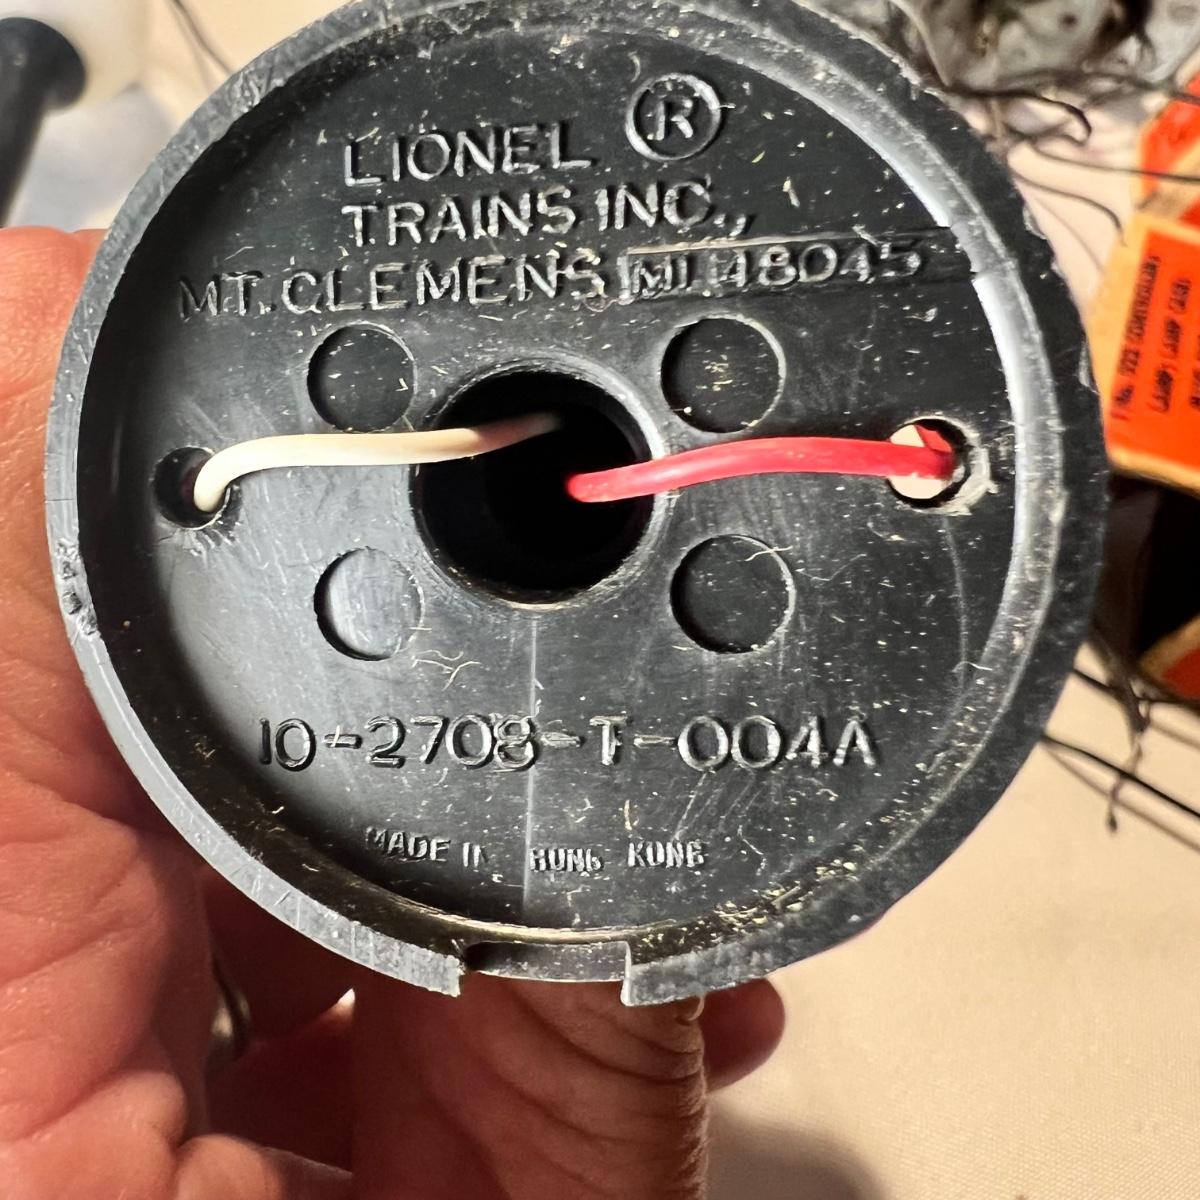 LIONEL ®
TRAINS INC.,
MT. CLEMENS MI 48045
10-2708-T-004A
MADE IN HONG KONG